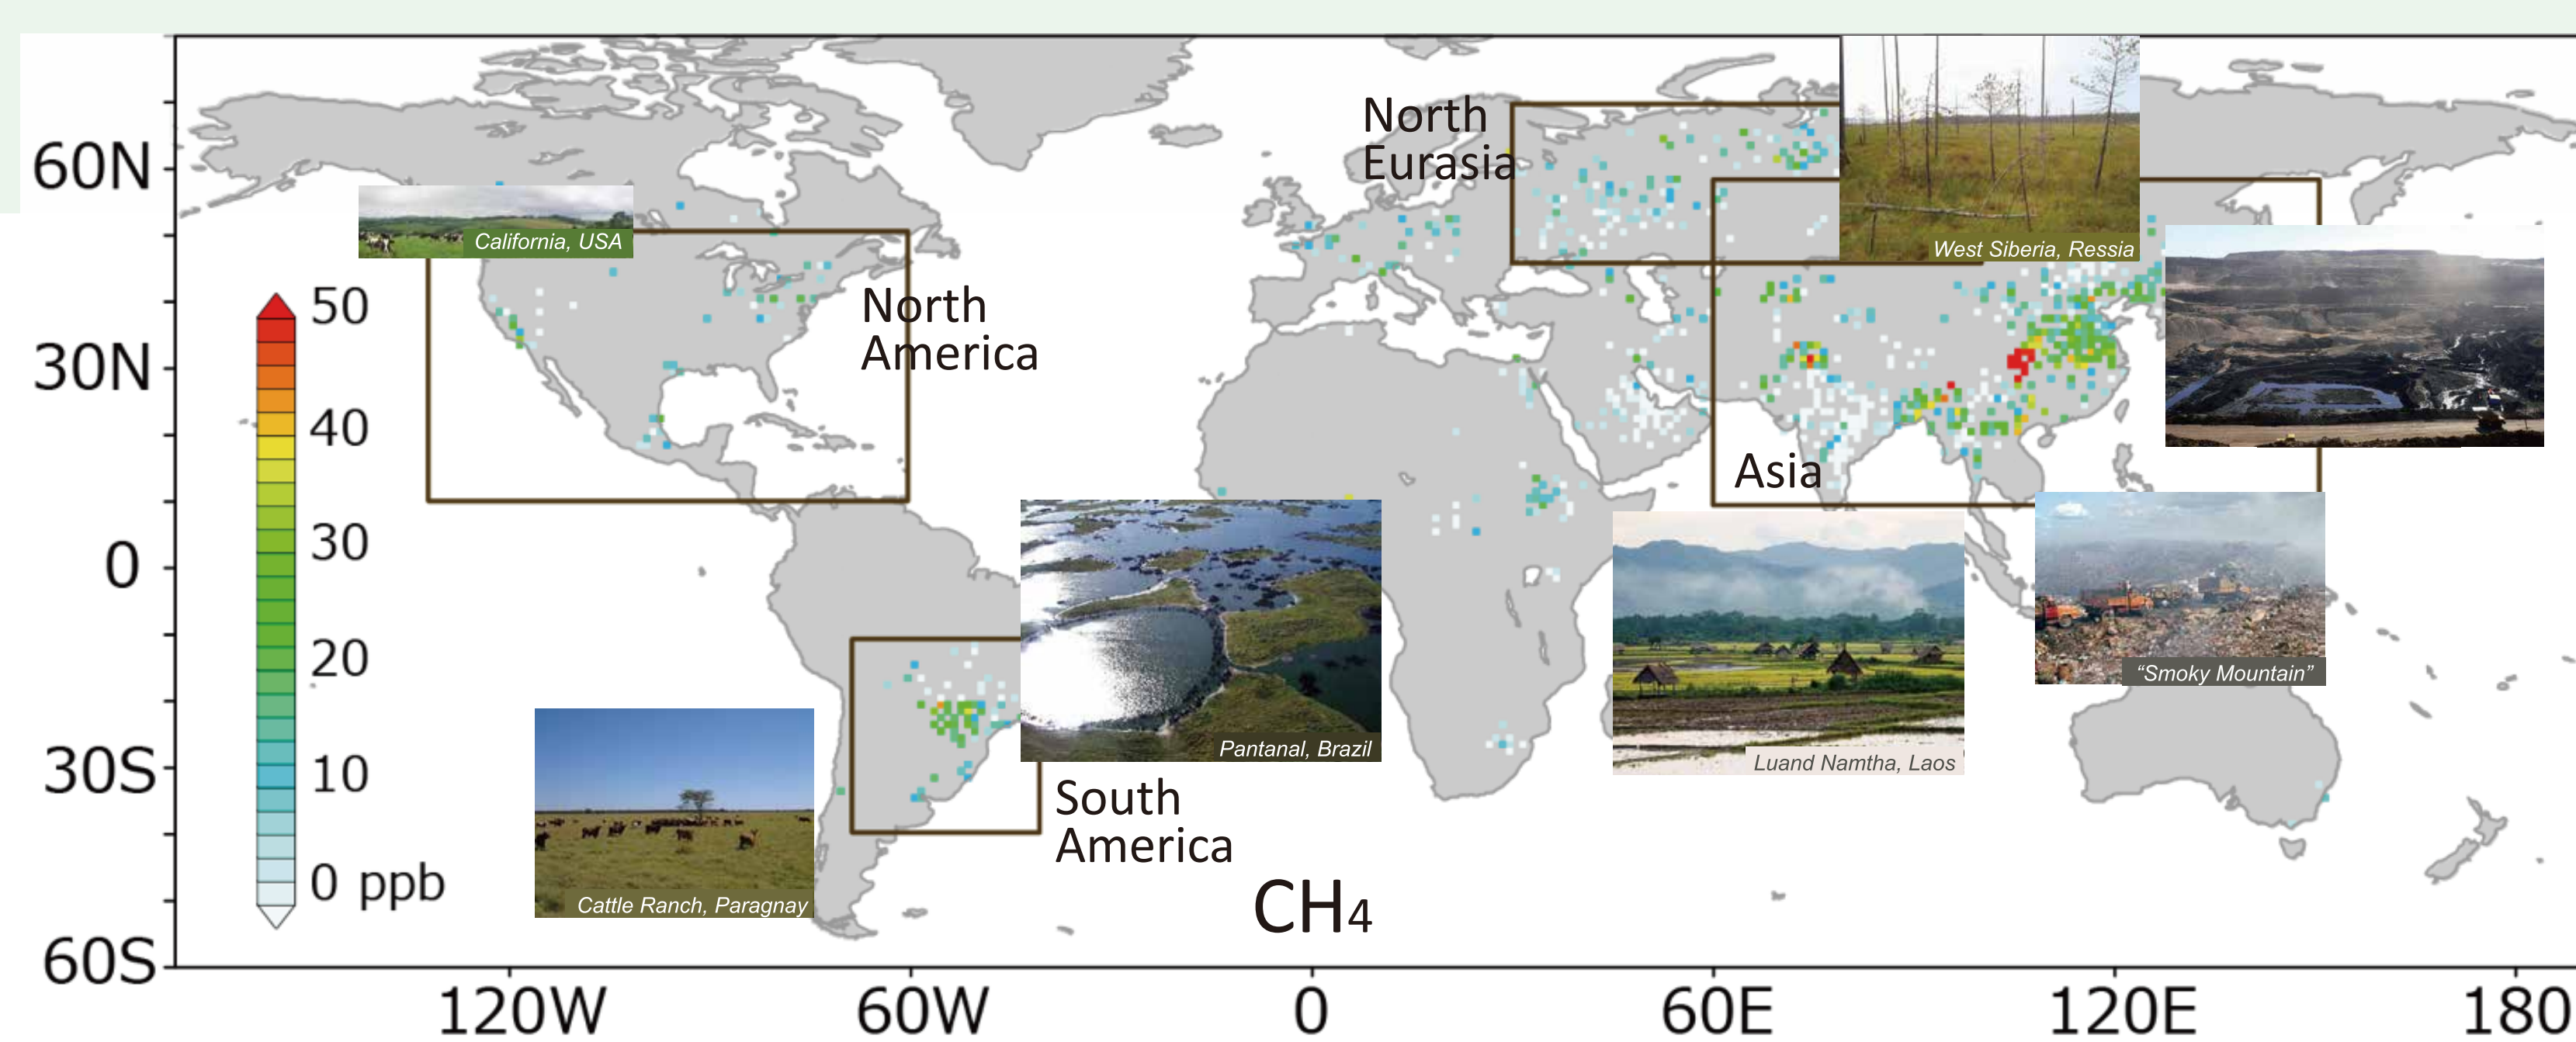 60N
30N
0
30S
60S
120W
60W
0
60E
120E
180
50
40
30
20
10
0 ppb
North
America
North
Eurasia
Asia
South
America
CH4
California, USA
West Siberia, Ressia
Pantanal, Brazil
Cattle Ranch, Paragnay
Luand Namtha, Laos
“Smoky Mountain”